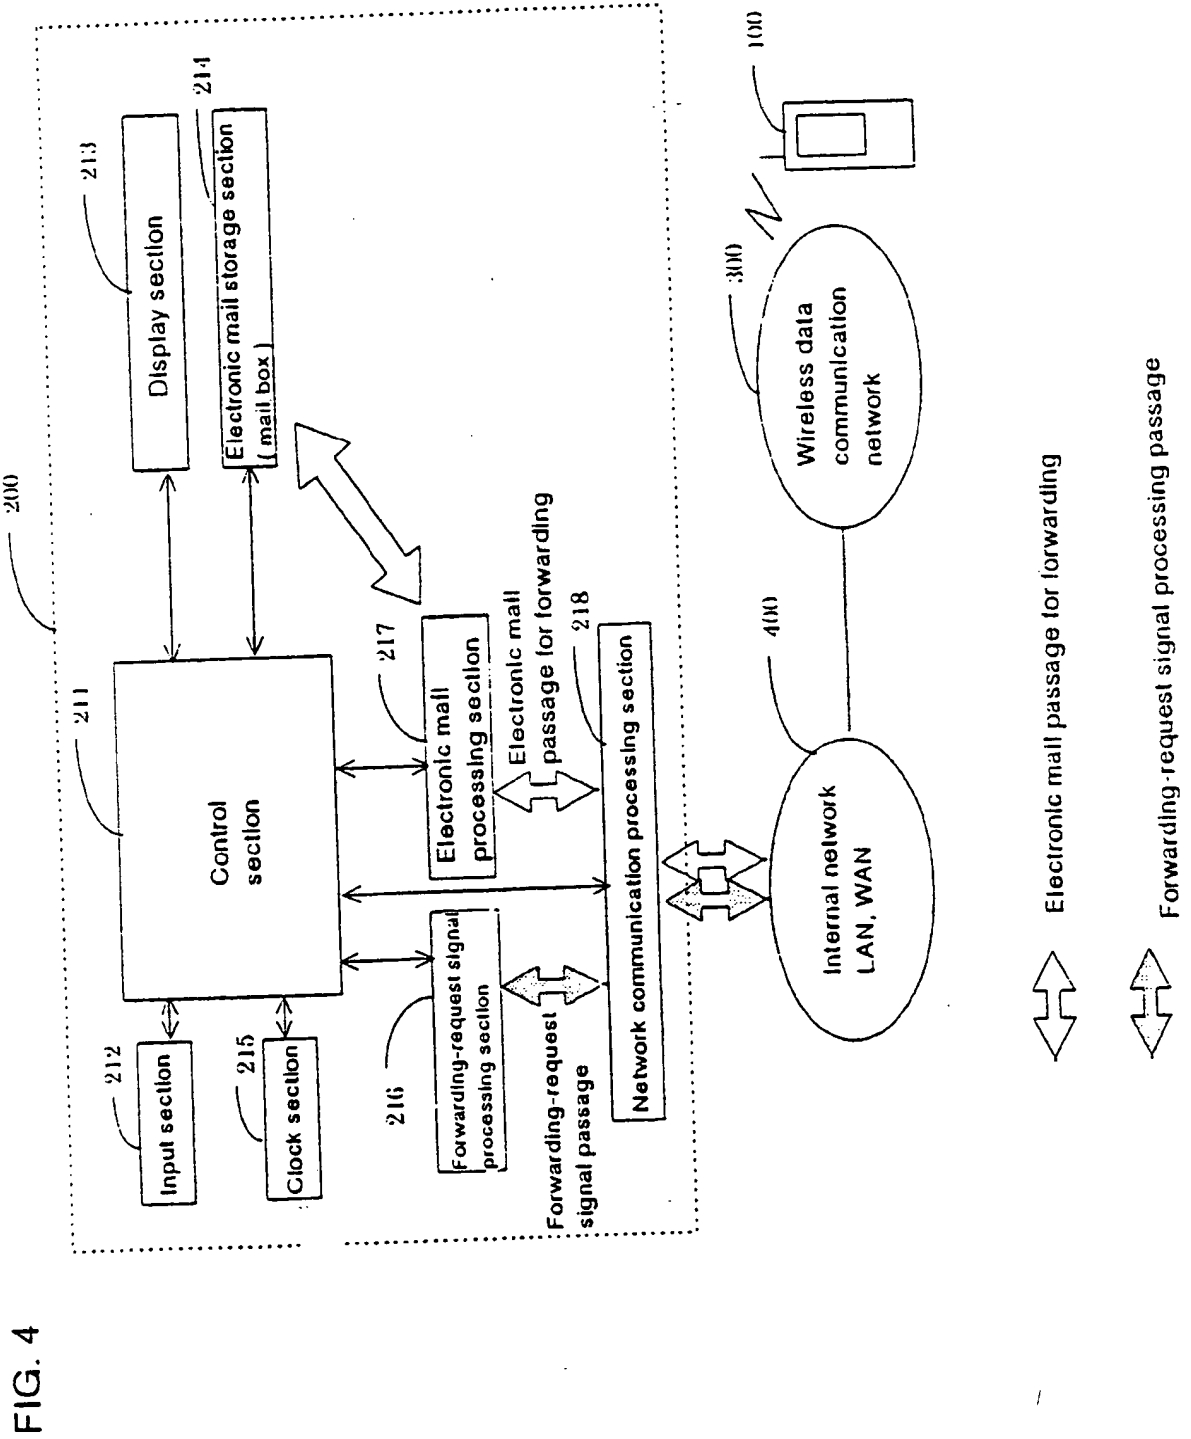 FIG. 4
200
211
Control
section
212
Input section
215
Clock section
213
Display section
214
Electronic mail storage section
( mail box )
216
Forwarding-request signal
processing section
217
Electronic mail
processing section
Forwarding-request
signal passage
Electronic mail
passage for forwarding
218
Network communication processing section
400
Internal network
LAN, WAN
300
Wireless data
communication
network
100
Electronic mail passage for forwarding
Forwarding-request signal processing passage